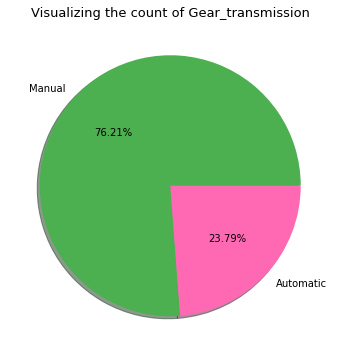 Visualizing the count of Gear_transmission
Manual
76.21%
23.79%
Automatic